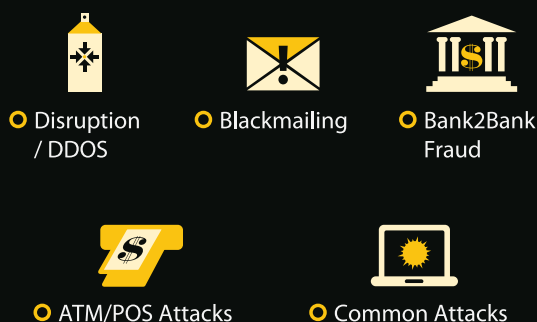 Disruption
/ DDOS
Blackmailing
$
Bank2Bank
Fraud
$
ATM/POS Attacks
Common Attacks